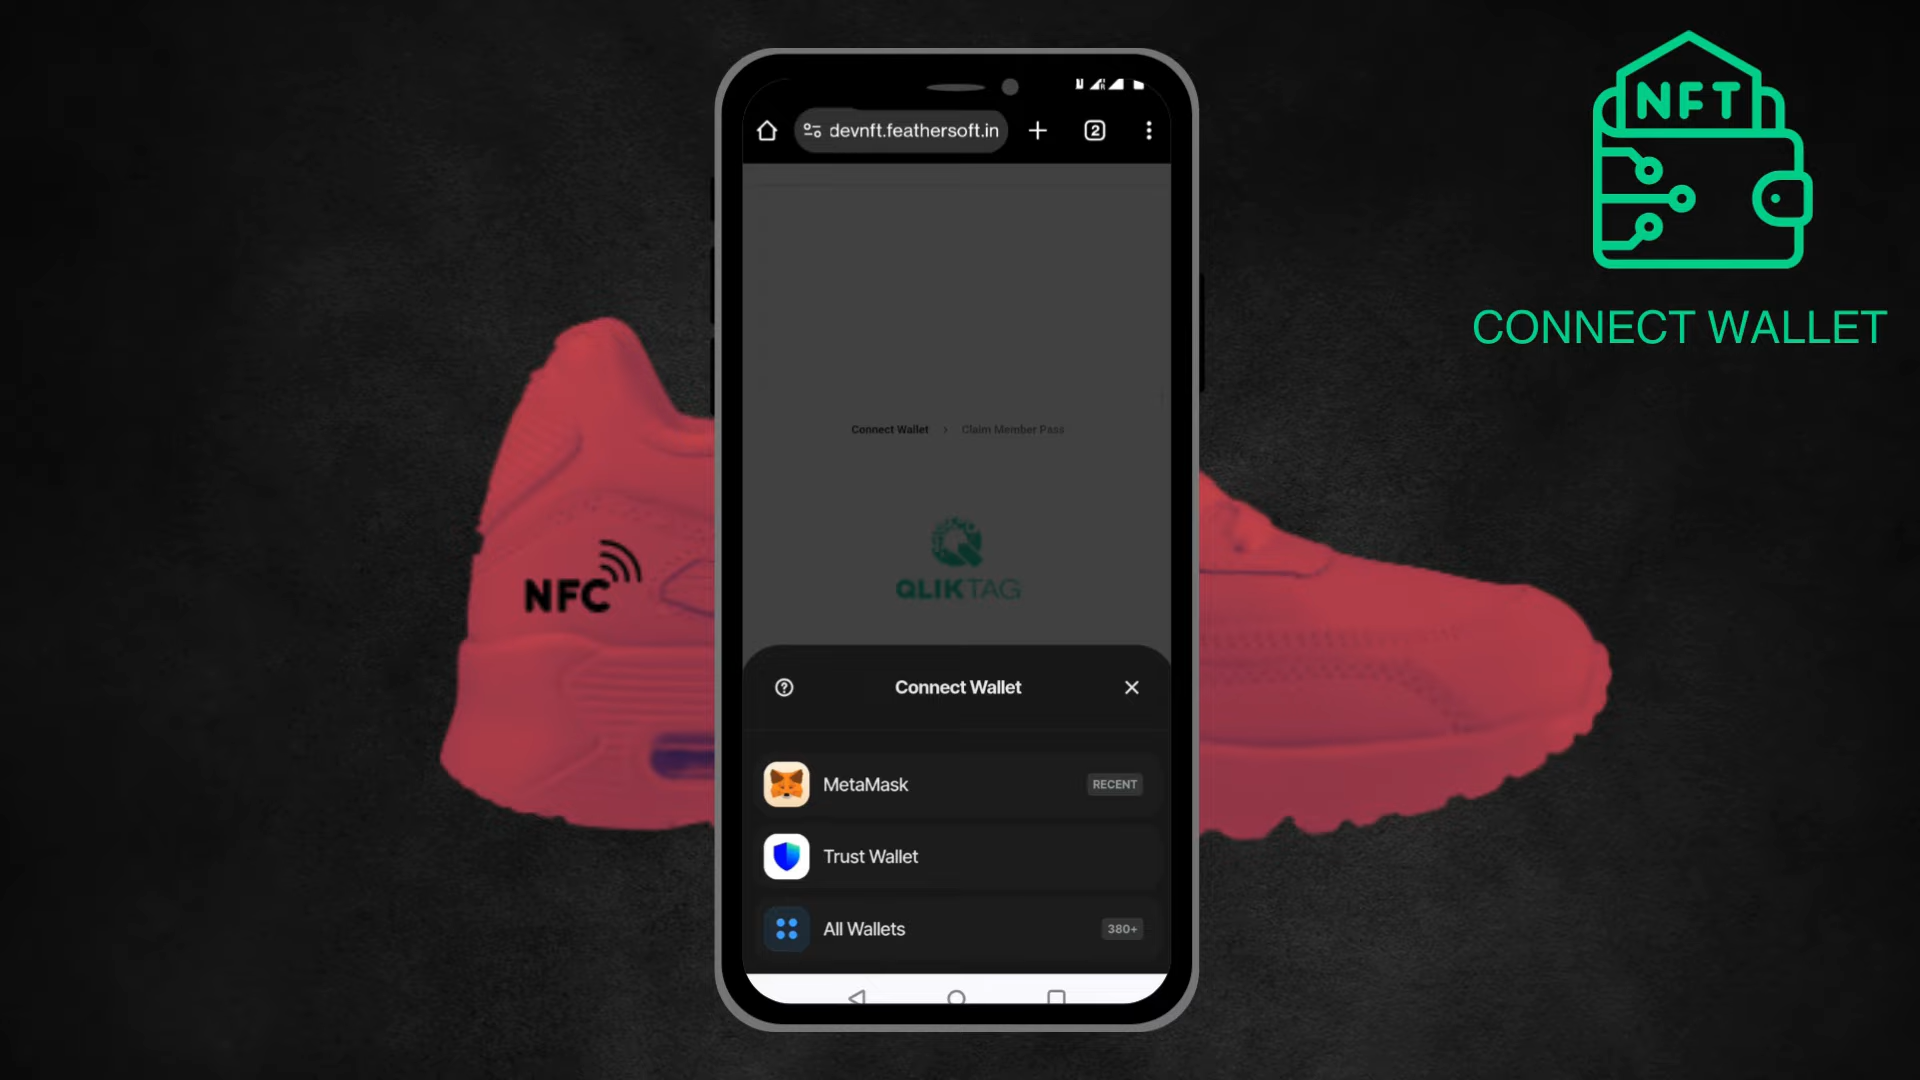 NFT
CONNECT WALLET
NFC
devnft.feathersoft.in
2
Connect Wallet > Claim Member Pass
QLIKTAG
Connect Wallet
MetaMask
RECENT
Trust Wallet
All Wallets
380+